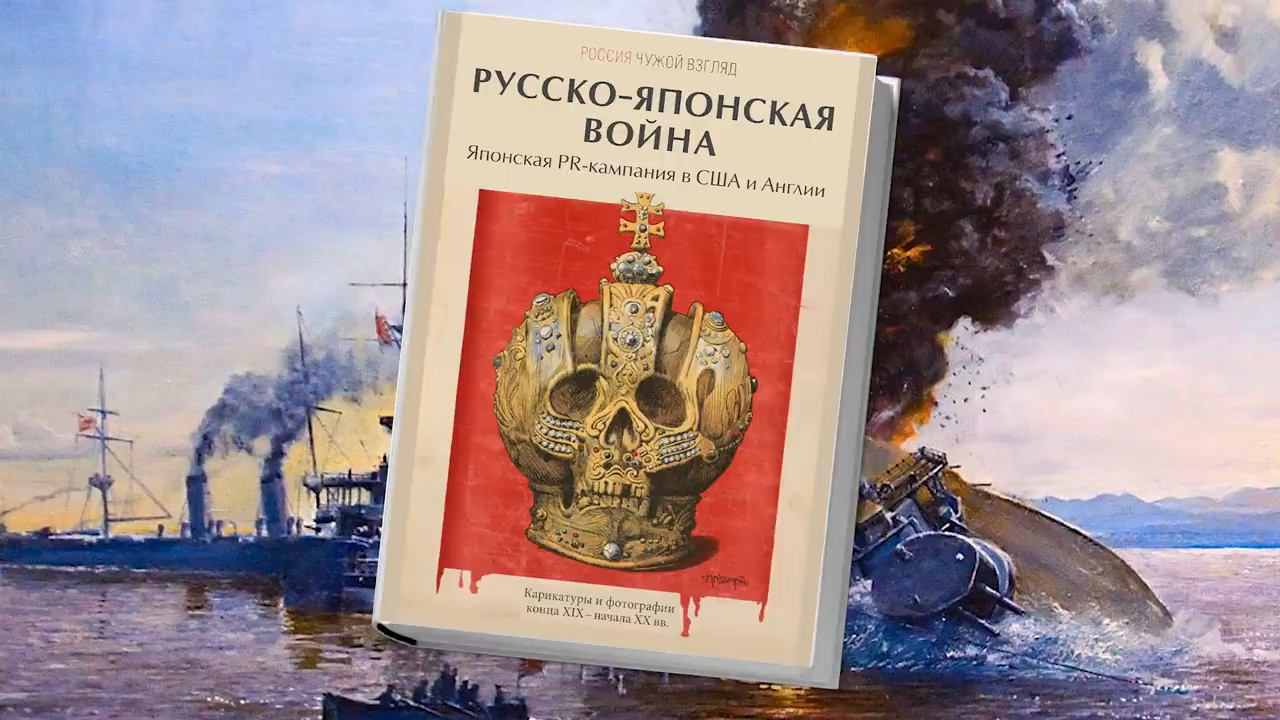 РОССИЯ ЧУЖОЙ ВЗГЛЯД
РУССКО-ЯПОНСКАЯ
ВОЙНА
Японская PR-кампания в США и Англии
Карикатуры и фотографии
конца XIX – начала XX вв.